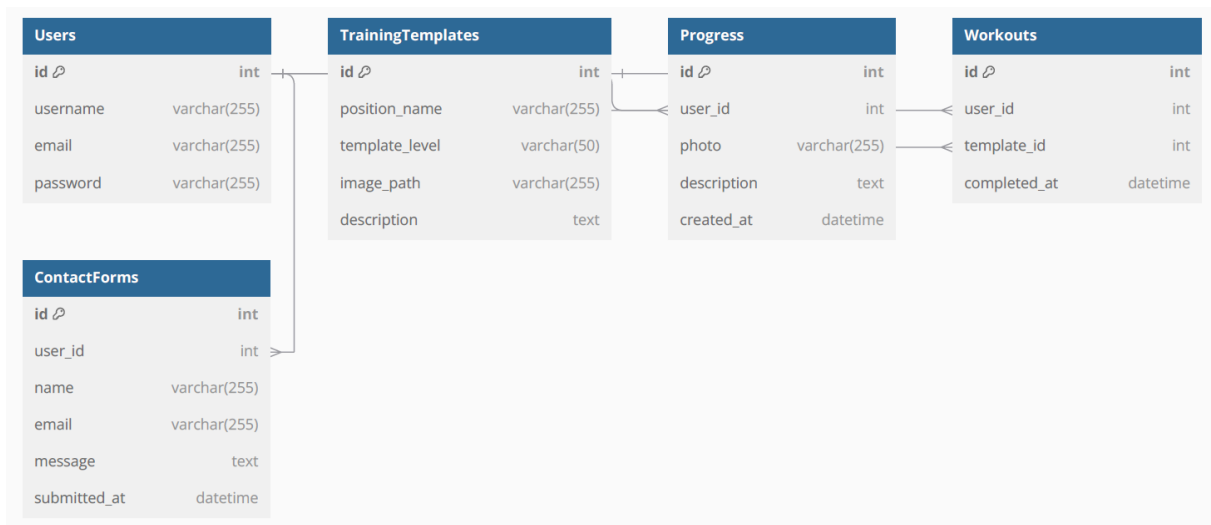 Users
id int
username varchar(255)
email varchar(255)
password varchar(255)
TrainingTemplates
id int
position_name varchar(255)
template_level varchar(50)
image_path varchar(255)
description text
Progress
id int
user_id int
photo varchar(255)
description text
created_at datetime
Workouts
id int
user_id int
template_id int
completed_at datetime
ContactForms
id int
user_id int
name varchar(255)
email varchar(255)
message text
submitted_at datetime